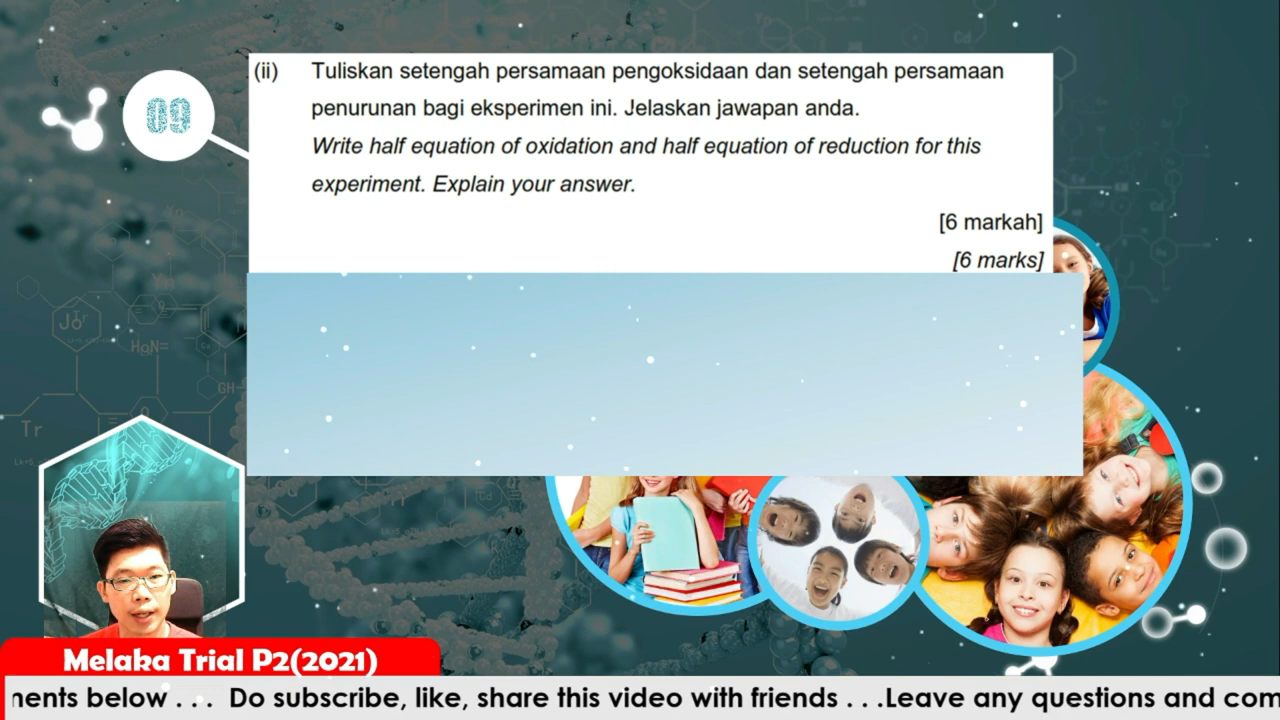 09
(ii) Tuliskan setengah persamaan pengoksidaan dan setengah persamaan
penurunan bagi eksperimen ini. Jelaskan jawapan anda.
Write half equation of oxidation and half equation of reduction for this
experiment. Explain your answer.
[6 markah]
[6 marks]
Tr
Melaka Trial P2(2021)
ments below . . . Do subscribe, like, share this video with friends . . .Leave any questions and com